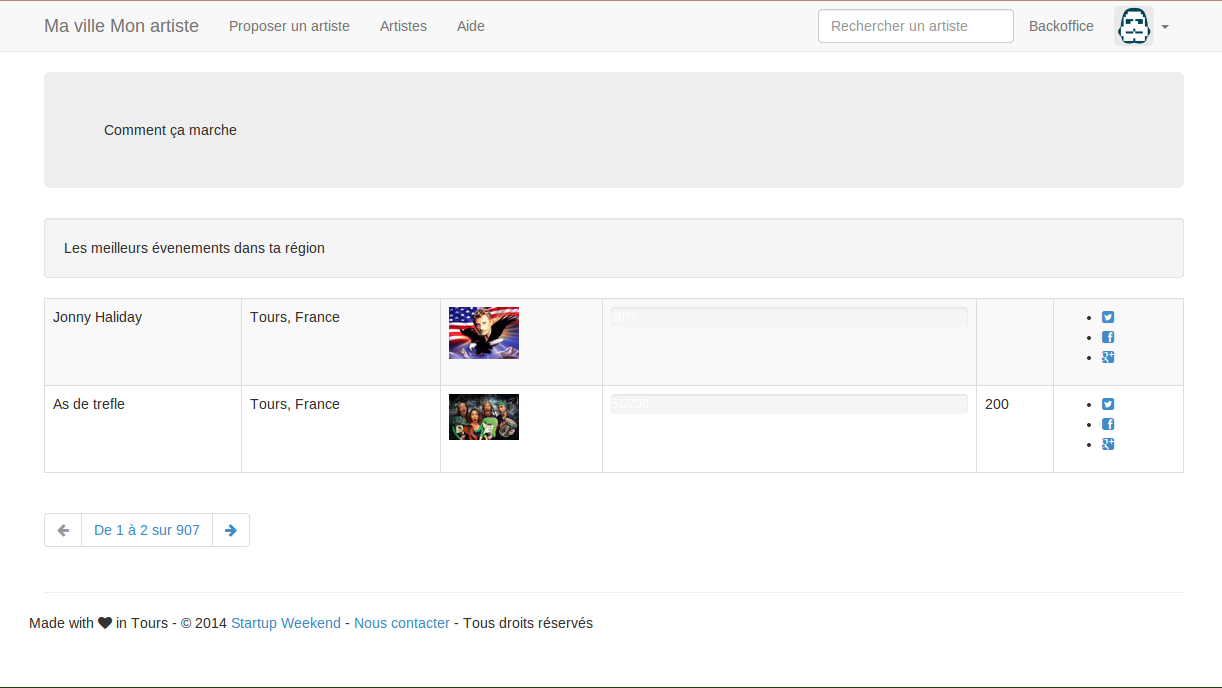 Ma ville Mon artiste Proposer un artiste Artistes Aide Rechercher un artiste Backoffice
Comment ça marche
Les meilleurs évenements dans ta région
Jonny Haliday Tours, France 207/
As de trefle Tours, France 51/200 200
De 1 à 2 sur 907
Made with in Tours - © 2014 Startup Weekend - Nous contacter - Tous droits réservés